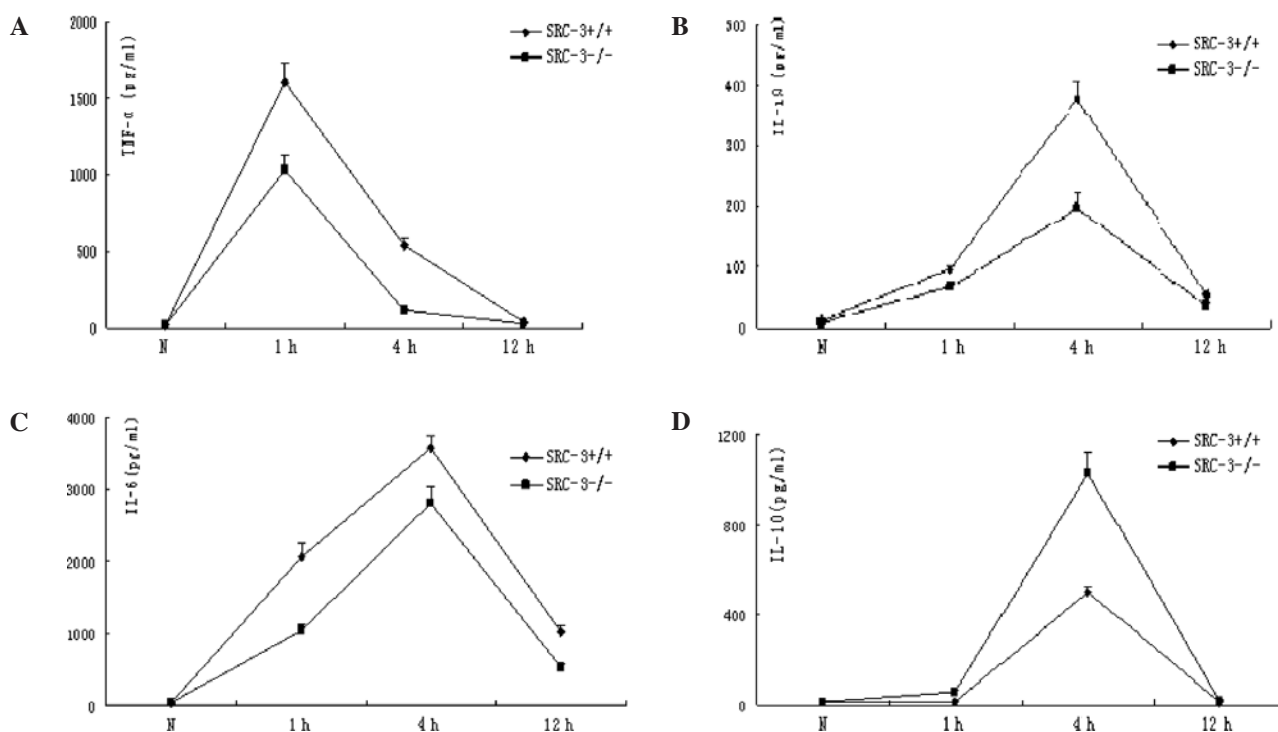 A
TNF-α (pg/ml)
2000
1500
1000
500
0
N
1 h
4 h
12 h
SRC-3+/+
SRC-3-/-
B
(pg/ml)
500
400
300
200
100
0
N
1 h
4 h
12 h
SRC-3+/+
SRC-3-/-
C
IL-6(pg/ml)
4000
3000
2000
1000
0
N
1 h
4 h
12 h
SRC-3+/+
SRC-3-/-
D
IL-10(pg/ml)
1200
800
400
0
N
1 h
4 h
12 h
SRC-3+/+
SRC-3-/-